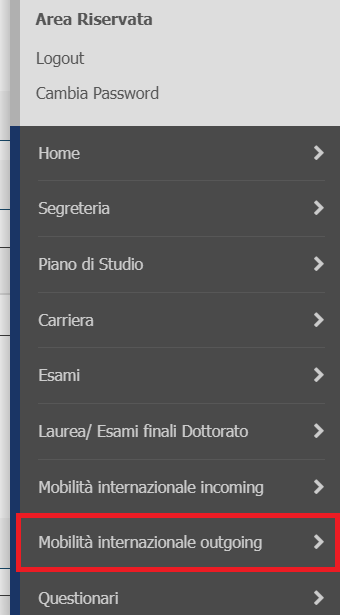 Area Riservata
Logout
Cambia Password
Home
Segreteria
Piano di Studio
Carriera
Esami
Laurea/ Esami finali Dottorato
Mobilità internazionale incoming
Mobilità internazionale outgoing
Questionari